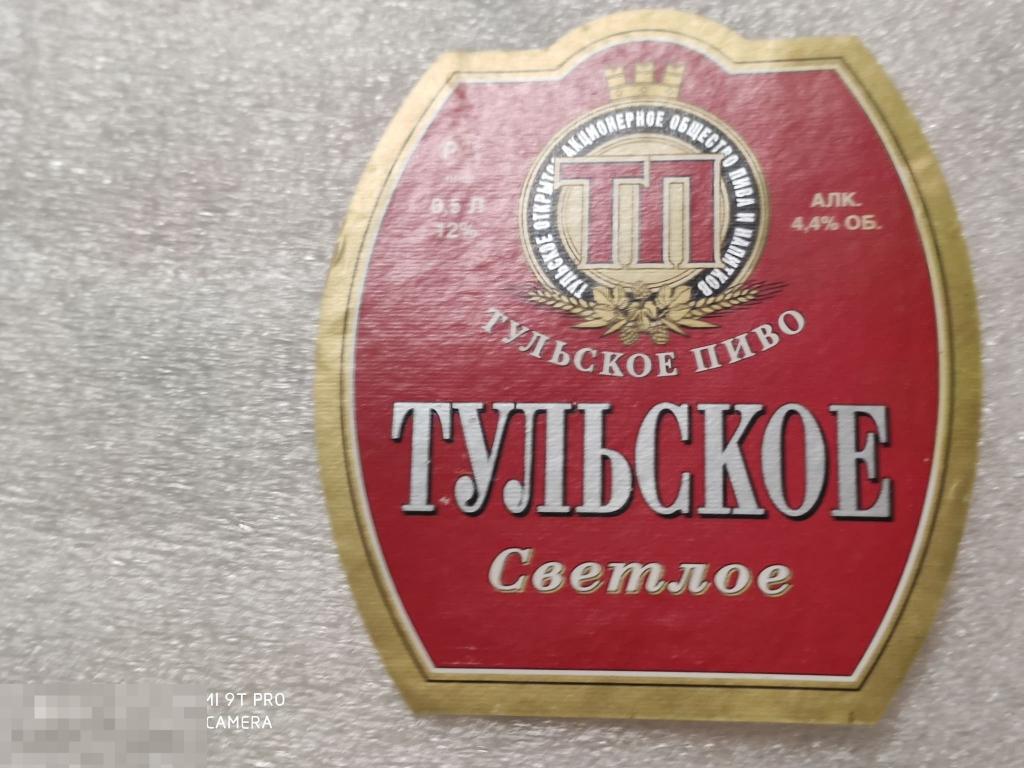 ТУЛЬСКОЕ ОТКРЫТОЕ АКЦИОНЕРНОЕ ОБЩЕСТВО ПИВА И НАПИТКОВ
ТП
0,5 Л
12%
АЛК.
4,4% ОБ.
ТУЛЬСКОЕ ПИВО
ТУЛЬСКОЕ
Светлое
MI 9T PRO
CAMERA